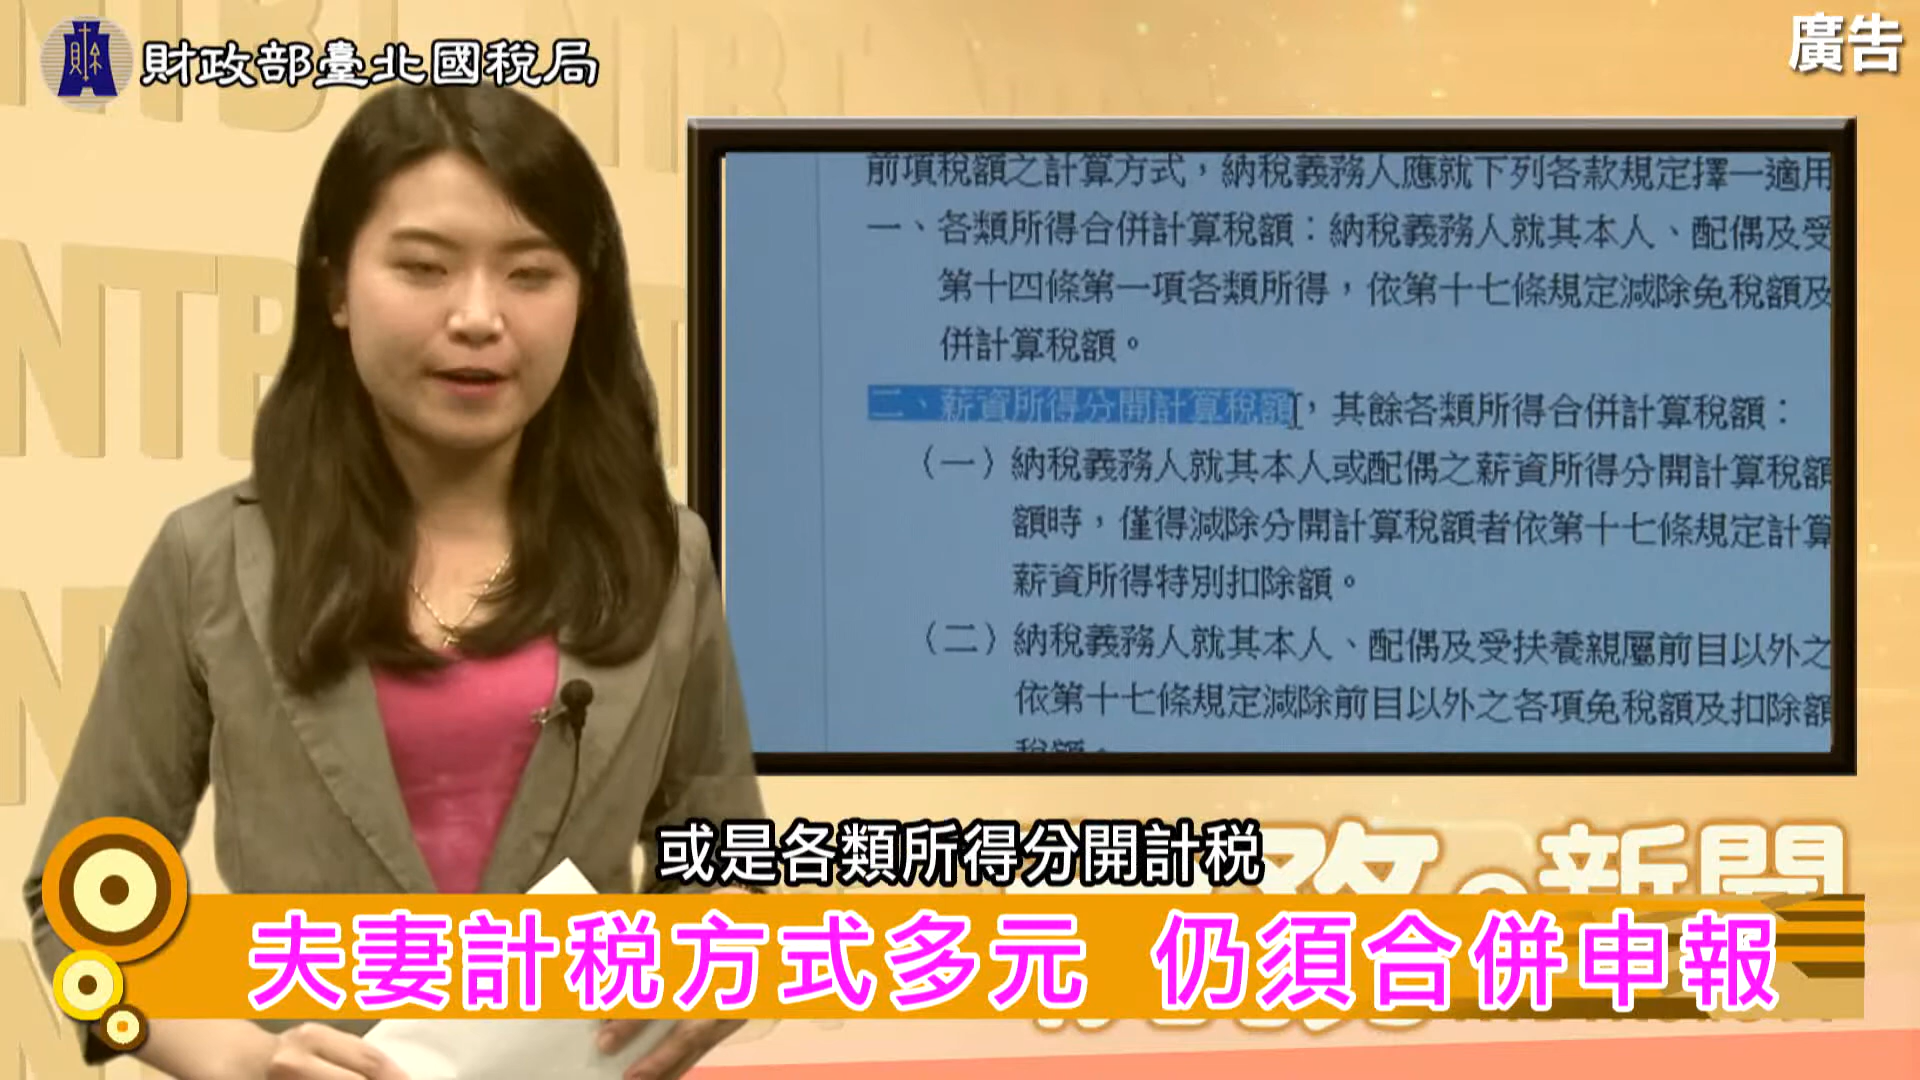 財政部臺北國稅局
廣告
前項稅額之計算方式，納稅義務人應就下列各款規定擇一適用
一、各類所得合併計算稅額：納稅義務人就其本人、配偶及受
第十四條第一項各類所得，依第十七條規定減除免稅額及
併計算稅額。
二、薪資所得分開計算稅額，其餘各類所得合併計算稅額：
（一）納稅義務人就其本人或配偶之薪資所得分開計算稅額
額時，僅得減除分開計算稅額者依第十七條規定計算
薪資所得特別扣除額。
（二）納稅義務人就其本人、配偶及受扶養親屬前目以外之
依第十七條規定減除前目以外之各項免稅額及扣除額
稅額。
或是各類所得分開計稅
務e新聞
夫妻計稅方式多元 仍須合併申報
NTB